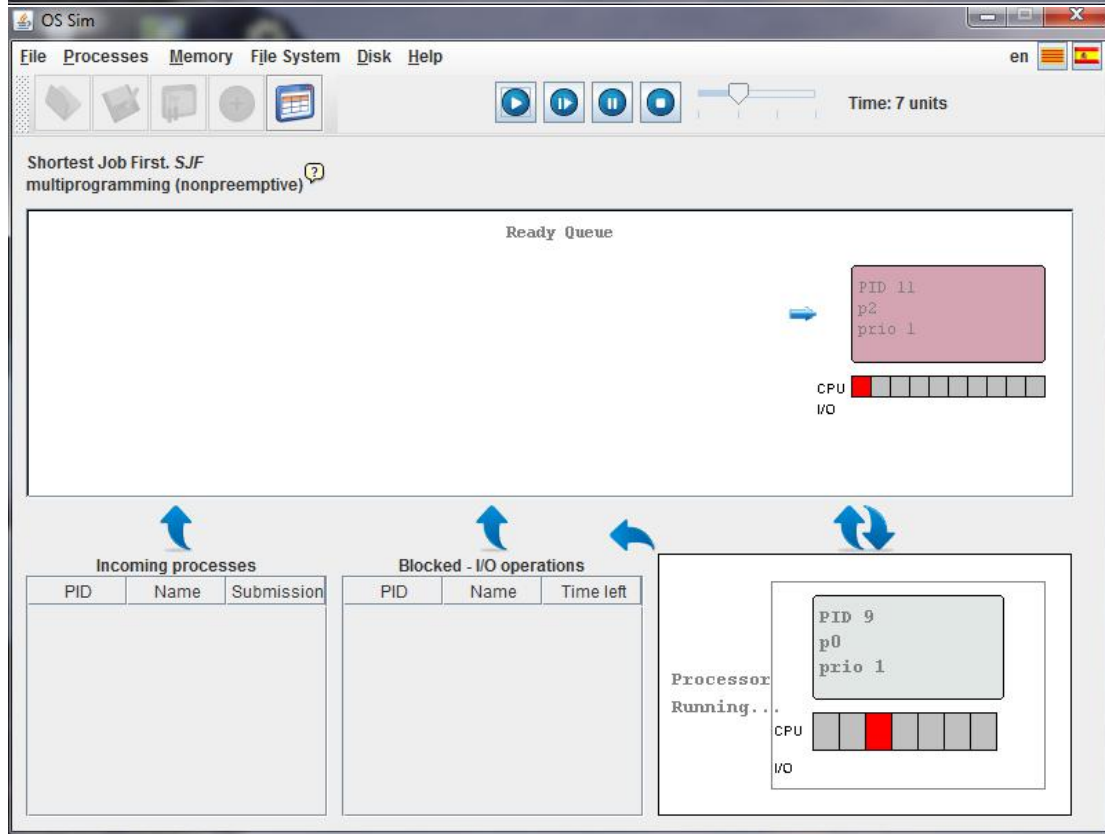 OS Sim
File Processes Memory File System Disk Help en
Time: 7 units
Shortest Job First. SJF
multiprogramming (nonpreemptive) ?
Ready Queue
PID 11
p2
prio 1
CPU
I/O
Incoming processes
PID Name Submission
Blocked - I/O operations
PID Name Time left
Processor
Running...
PID 9
p0
prio 1
CPU
I/O